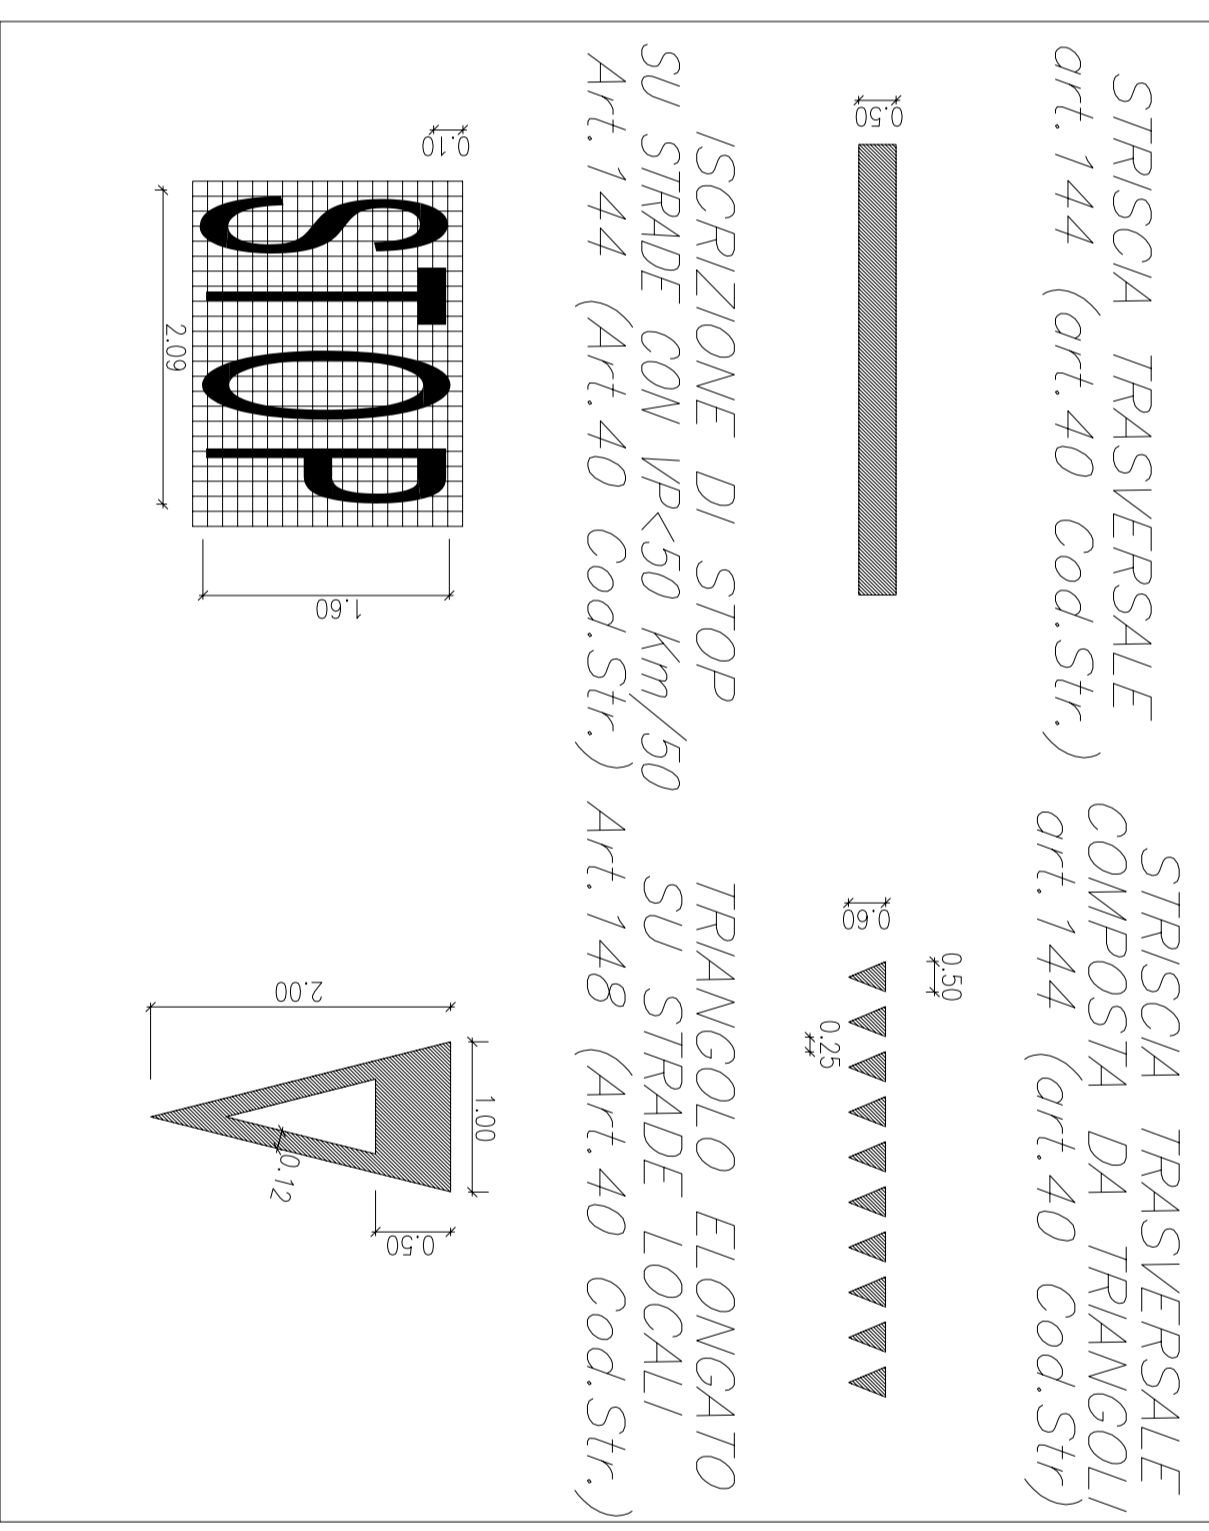 STRISCIA TRASVERSALE
art.144 (art.40 Cod.Str.)
0.50
STRISCIA TRASVERSALE
COMPOSTA DA TRIANGOLI
art.144 (art.40 Cod.Str)
0.50
0.60
0.25
ISCRIZIONE DI STOP
SU STRADE CON VP<50 Km/50
Art.144 (Art.40 Cod.Str.)
0.10
STOP
2.09
1.60
TRIANGOLO ELONGATO
SU STRADE LOCALI
Art.148 (Art.40 Cod.Str.)
1.00
2.00
0.50
0.12